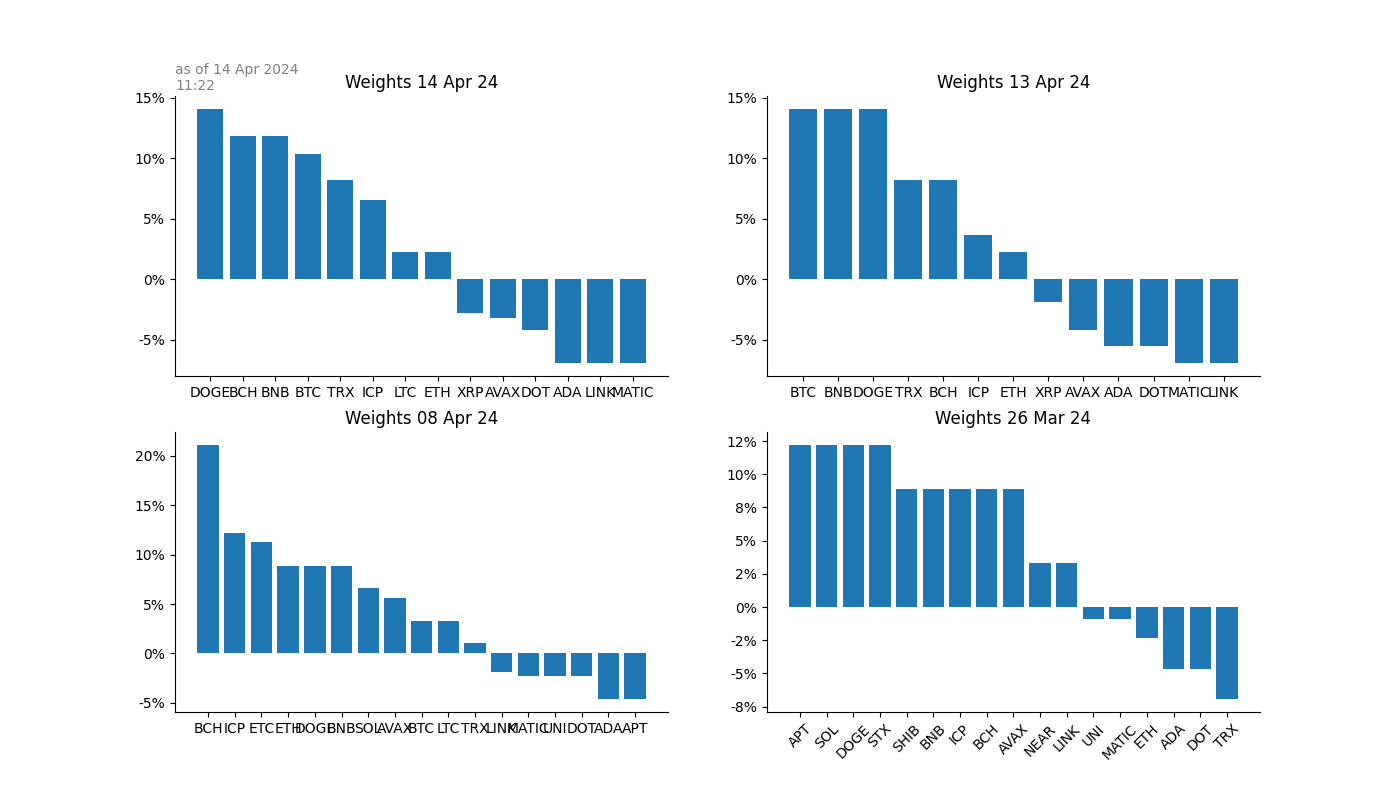 as of 14 Apr 2024
11:22
Weights 14 Apr 24
15%
10%
5%
0%
-5%
DOGE BCH BNB BTC TRX ICP LTC ETH XRP AVAX DOT ADA LINK MATIC
Weights 13 Apr 24
15%
10%
5%
0%
-5%
BTC BNB DOGE TRX BCH ICP ETH XRP AVAX ADA DOT MATIC LINK
Weights 08 Apr 24
20%
15%
10%
5%
0%
-5%
BCH ICP ETC ETH DOGE BNB SOL AVAX BTC LTC TRX LINK MATIC UNI DOT ADA APT
Weights 26 Mar 24
12%
10%
8%
5%
2%
0%
-2%
-5%
-8%
APT SOL DOGE STX SHIB BNB ICP BCH AVAX NEAR LINK UNI MATIC ETH ADA DOT TRX